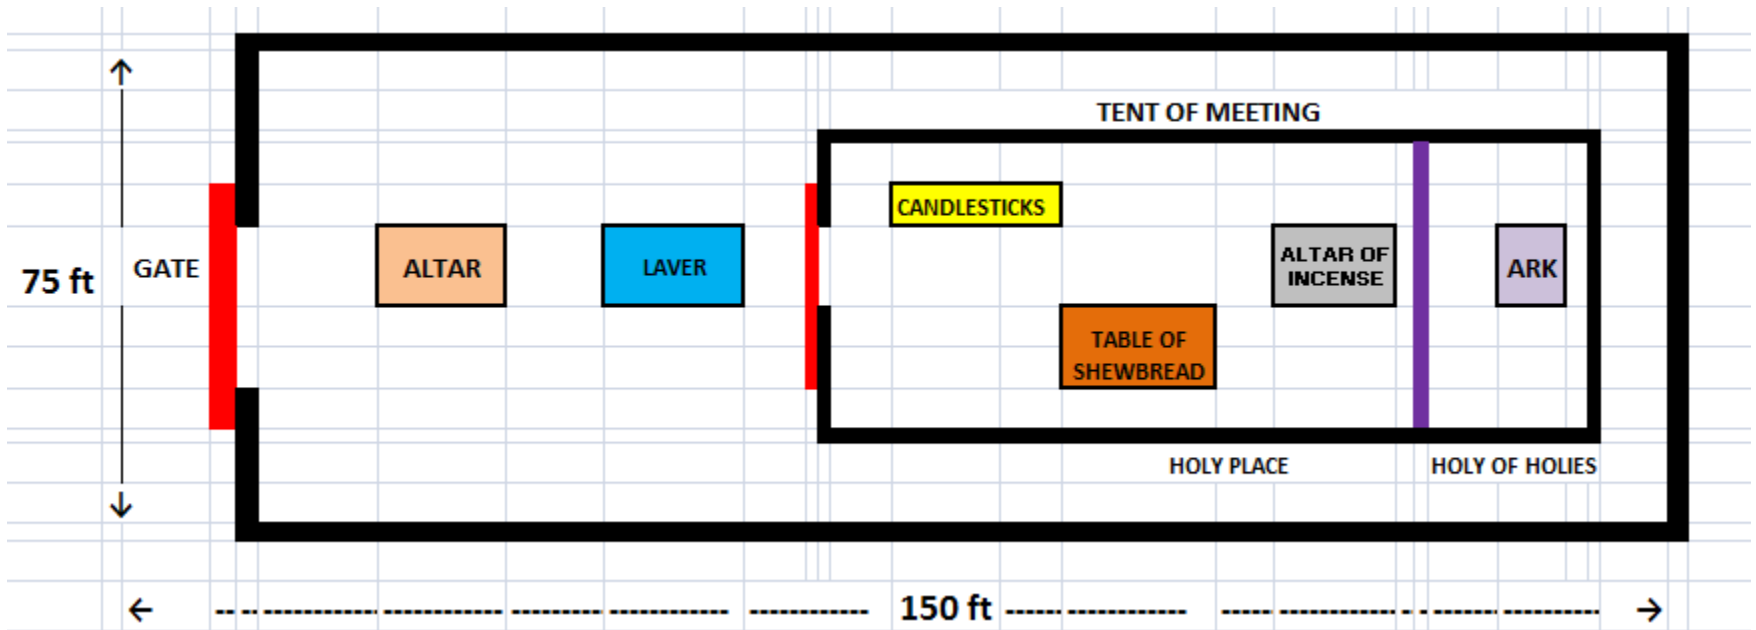 TENT OF MEETING
CANDLESTICKS
75 ft
GATE
ALTAR
LAVER
ALTAR OF
INCENSE
ARK
TABLE OF
SHEWBREAD
HOLY PLACE
HOLY OF HOLIES
150 ft